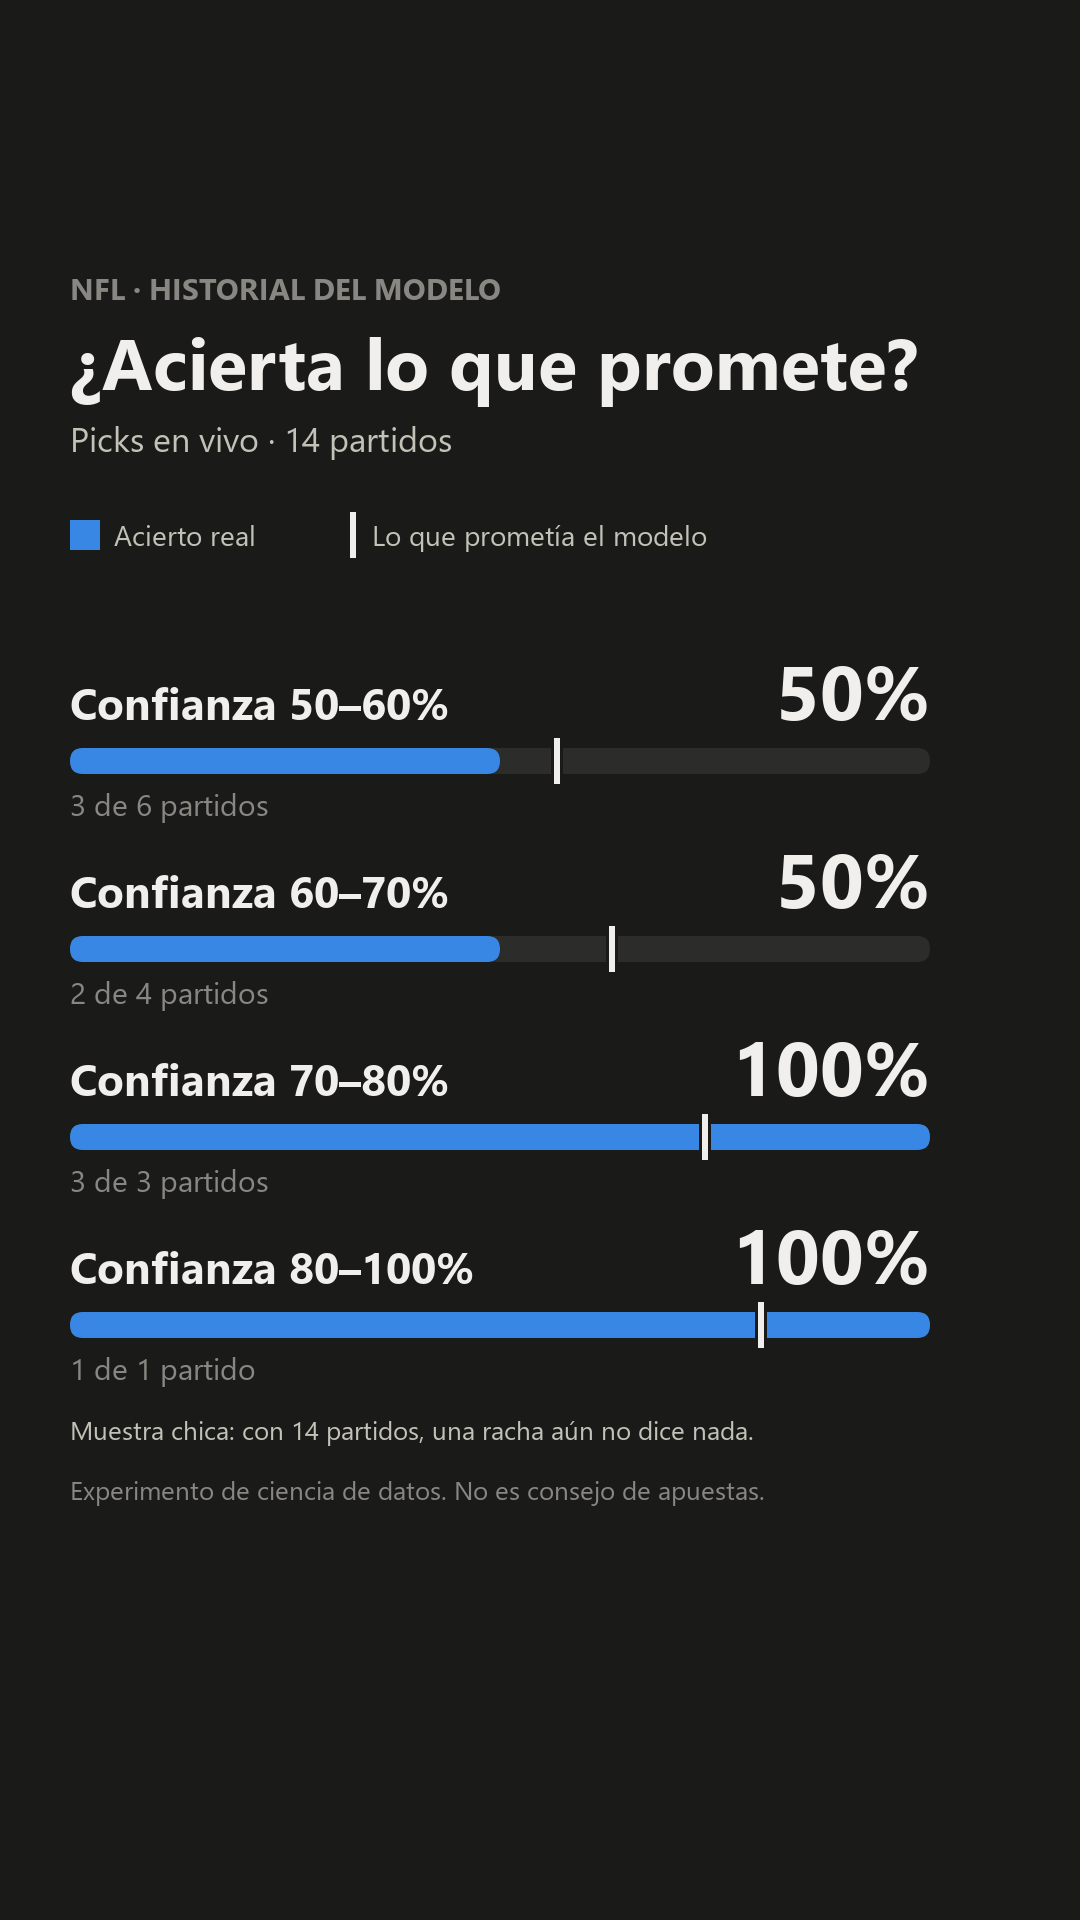 NFL · HISTORIAL DEL MODELO
¿Acierta lo que promete?
Picks en vivo · 14 partidos
Acierto real
Lo que prometía el modelo
Confianza 50–60%
50%
3 de 6 partidos
Confianza 60–70%
50%
2 de 4 partidos
Confianza 70–80%
100%
3 de 3 partidos
Confianza 80–100%
100%
1 de 1 partido
Muestra chica: con 14 partidos, una racha aún no dice nada.
Experimento de ciencia de datos. No es consejo de apuestas.